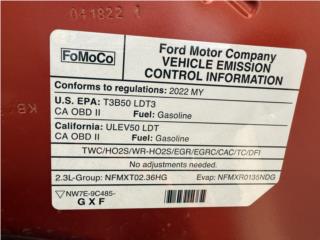 041822
FoMoCo
Ford Motor Company
VEHICLE EMISSION
CONTROL INFORMATION
Conforms to regulations: 2022 MY
U.S. EPA: T3B50 LDT3
CA OBD II Fuel: Gasoline
California: ULEV50 LDT
CA OBD II Fuel: Gasoline
TWC/HO2S/WR-HO2S/EGR/EGRC/CAC/TC/DFI
No adjustments needed.
2.3L-Group: NFMXT02.36HG Evap: NFMXR0135NDG
NW7E-9C485-
GXF